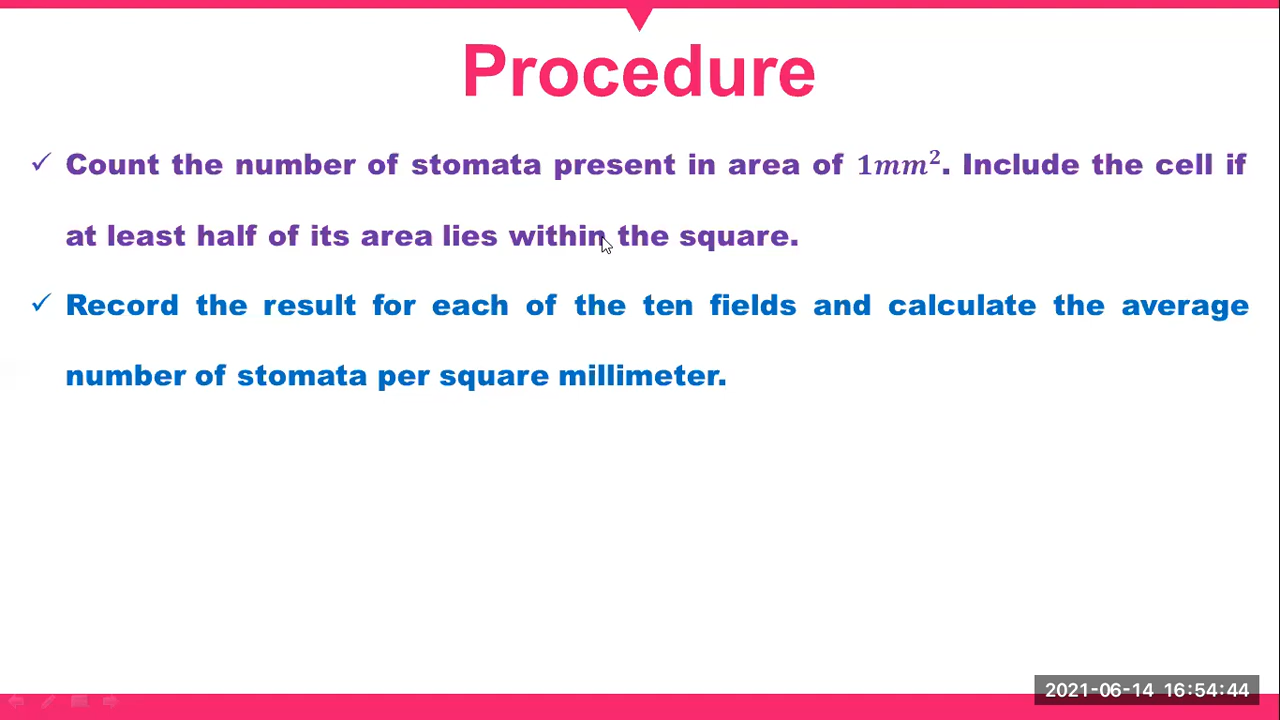 Procedure
✓ Count the number of stomata present in area of 1mm². Include the cell if
at least half of its area lies within the square.
✓ Record the result for each of the ten fields and calculate the average
number of stomata per square millimeter.
2021-06-14 16:54:44